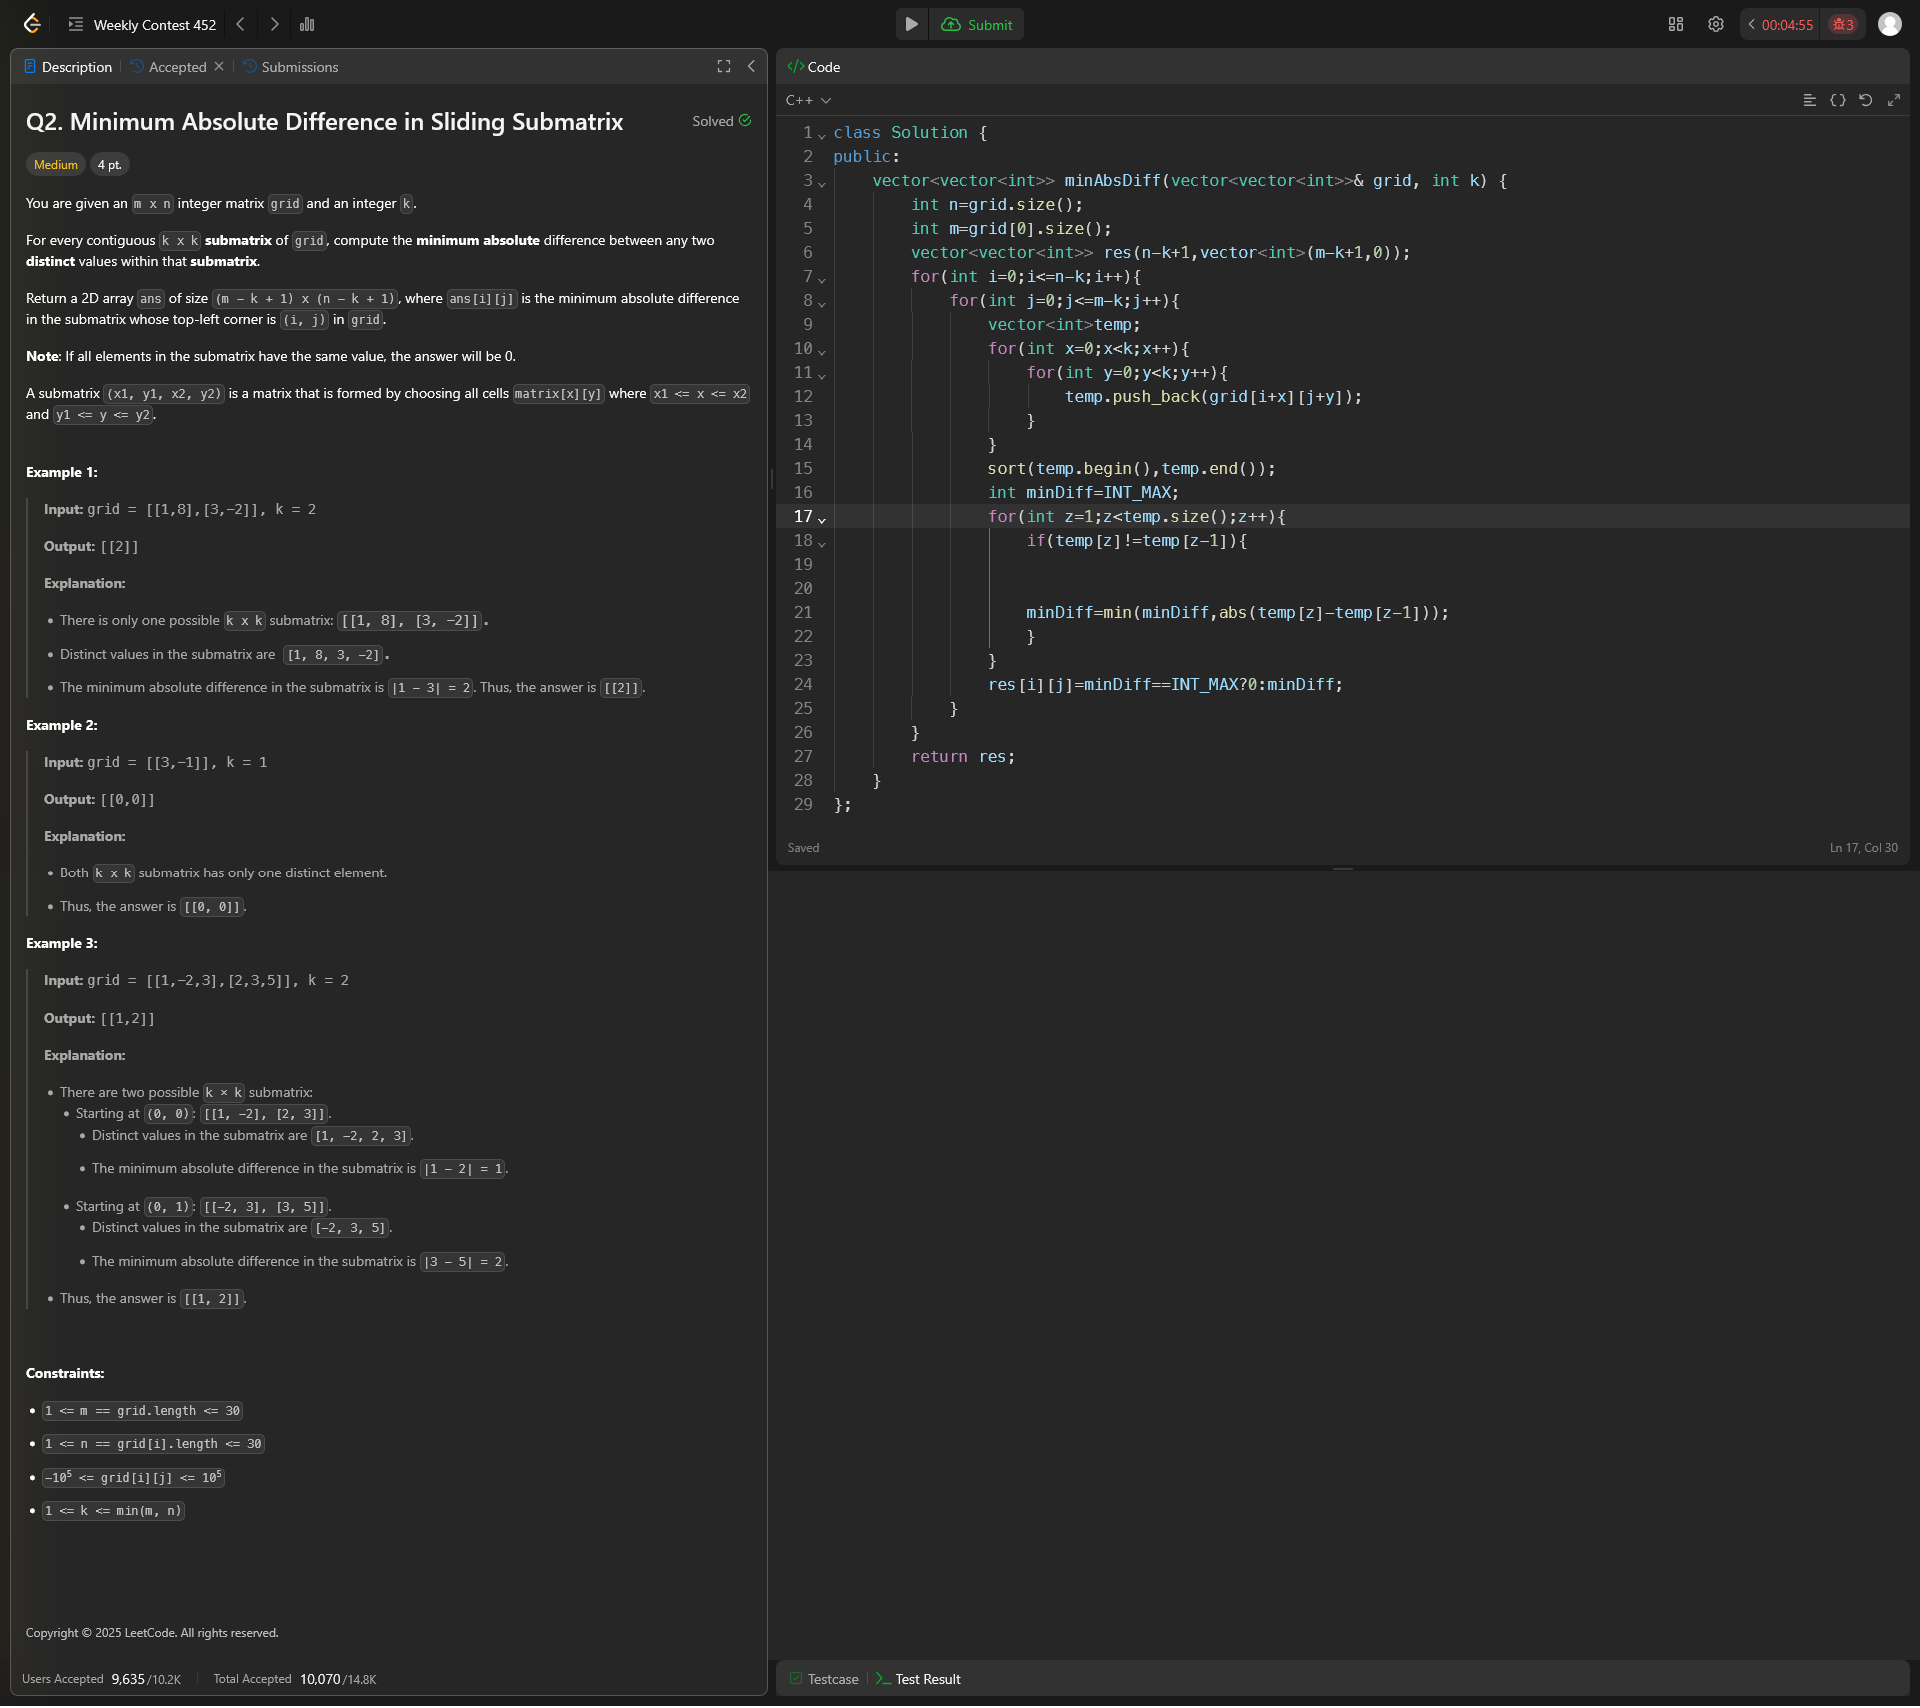 Weekly Contest 452
Submit
00:04:55
3
Description
Accepted
Submissions
Q2. Minimum Absolute Difference in Sliding Submatrix
Solved
Medium
4 pt.
You are given an m x n integer matrix grid and an integer k.
For every contiguous k x k submatrix of grid, compute the minimum absolute difference between any two
distinct values within that submatrix.
Return a 2D array ans of size (m - k + 1) x (n - k + 1), where ans[i][j] is the minimum absolute difference
in the submatrix whose top-left corner is (i, j) in grid.
Note: If all elements in the submatrix have the same value, the answer will be 0.
A submatrix (x1, y1, x2, y2) is a matrix that is formed by choosing all cells matrix[x][y] where x1 <= x <= x2
and y1 <= y <= y2.
Example 1:
Input: grid = [[1,8],[3,-2]], k = 2
Output: [[2]]
Explanation:
• There is only one possible k x k submatrix: [[1, 8], [3, -2]].
• Distinct values in the submatrix are [1, 8, 3, -2].
• The minimum absolute difference in the submatrix is |1 - 3| = 2. Thus, the answer is [[2]].
Example 2:
Input: grid = [[3,-1]], k = 1
Output: [[0,0]]
Explanation:
• Both k x k submatrix has only one distinct element.
• Thus, the answer is [[0, 0]].
Example 3:
Input: grid = [[1,-2,3],[2,3,5]], k = 2
Output: [[1,2]]
Explanation:
• There are two possible k × k submatrix:
• Starting at (0, 0): [[1, -2], [2, 3]].
• Distinct values in the submatrix are [1, -2, 2, 3].
• The minimum absolute difference in the submatrix is |1 - 2| = 1.
• Starting at (0, 1): [[-2, 3], [3, 5]].
• Distinct values in the submatrix are [-2, 3, 5].
• The minimum absolute difference in the submatrix is |3 - 5| = 2.
• Thus, the answer is [[1, 2]].
Constraints:
• 1 <= m == grid.length <= 30
• 1 <= n == grid[i].length <= 30
• -10⁵ <= grid[i][j] <= 10⁵
• 1 <= k <= min(m, n)
Copyright © 2025 LeetCode. All rights reserved.
Users Accepted 9,635/10.2K
Total Accepted 10,070/14.8K
</> Code
C++
1 class Solution {
2 public:
3     vector<vector<int>> minAbsDiff(vector<vector<int>>& grid, int k) {
4         int n=grid.size();
5         int m=grid[0].size();
6         vector<vector<int>> res(n-k+1,vector<int>(m-k+1,0));
7         for(int i=0;i<=n-k;i++){
8             for(int j=0;j<=m-k;j++){
9                 vector<int>temp;
10                 for(int x=0;x<k;x++){
11                     for(int y=0;y<k;y++){
12                         temp.push_back(grid[i+x][j+y]);
13                     }
14                 }
15                 sort(temp.begin(),temp.end());
16                 int minDiff=INT_MAX;
17                 for(int z=1;z<temp.size();z++){
18                     if(temp[z]!=temp[z-1]){
19
20
21                     minDiff=min(minDiff,abs(temp[z]-temp[z-1]));
22                     }
23                 }
24                 res[i][j]=minDiff==INT_MAX?0:minDiff;
25             }
26         }
27         return res;
28     }
29 };
Saved
Ln 17, Col 30
Testcase
Test Result